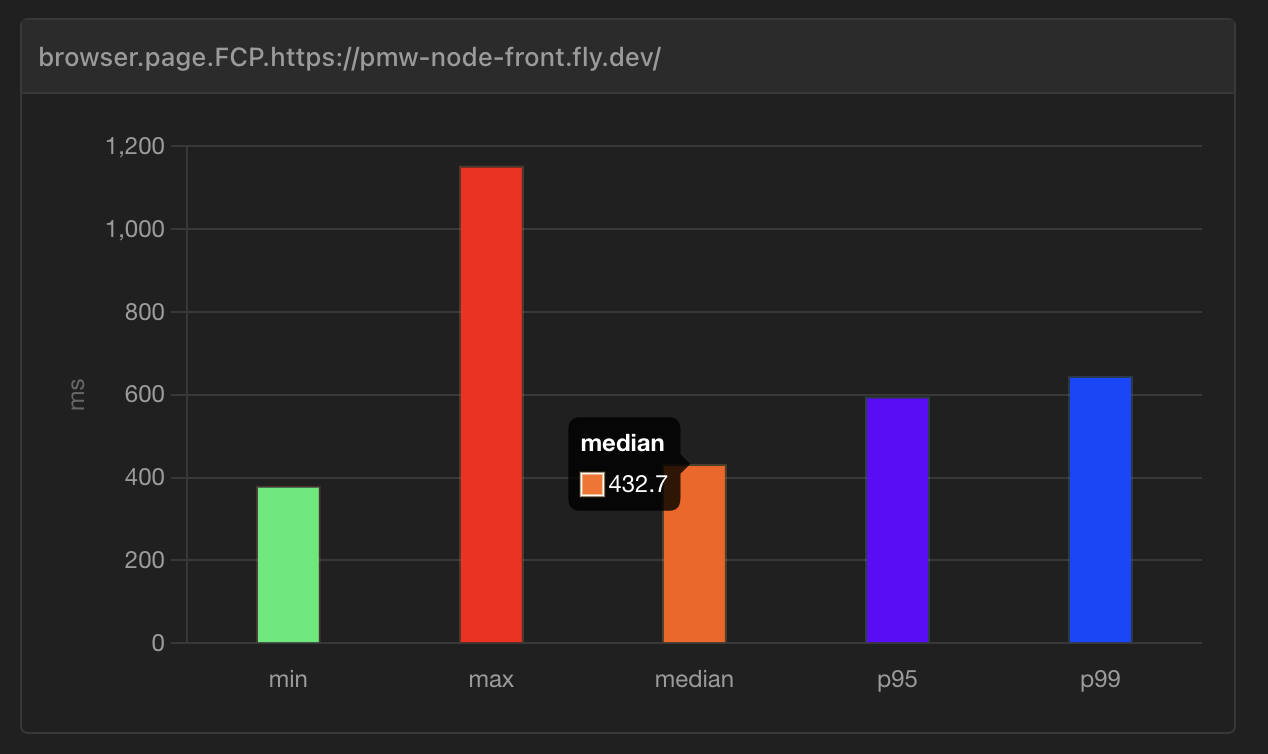 browser.page.FCP.https://pmw-node-front.fly.dev/
1,200
1,000
800
600
400
200
0
ms
median
432.7
min
max
median
p95
p99